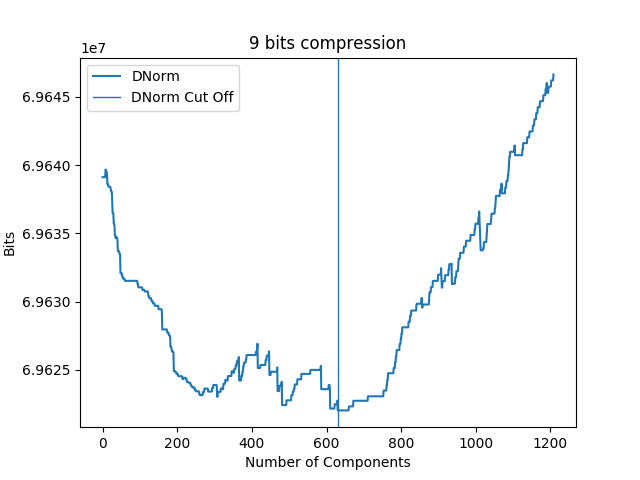 9 bits compression
1e7
DNorm
DNorm Cut Off
6.9645
6.9640
6.9635
6.9630
6.9625
Bits
0 200 400 600 800 1000 1200
Number of Components